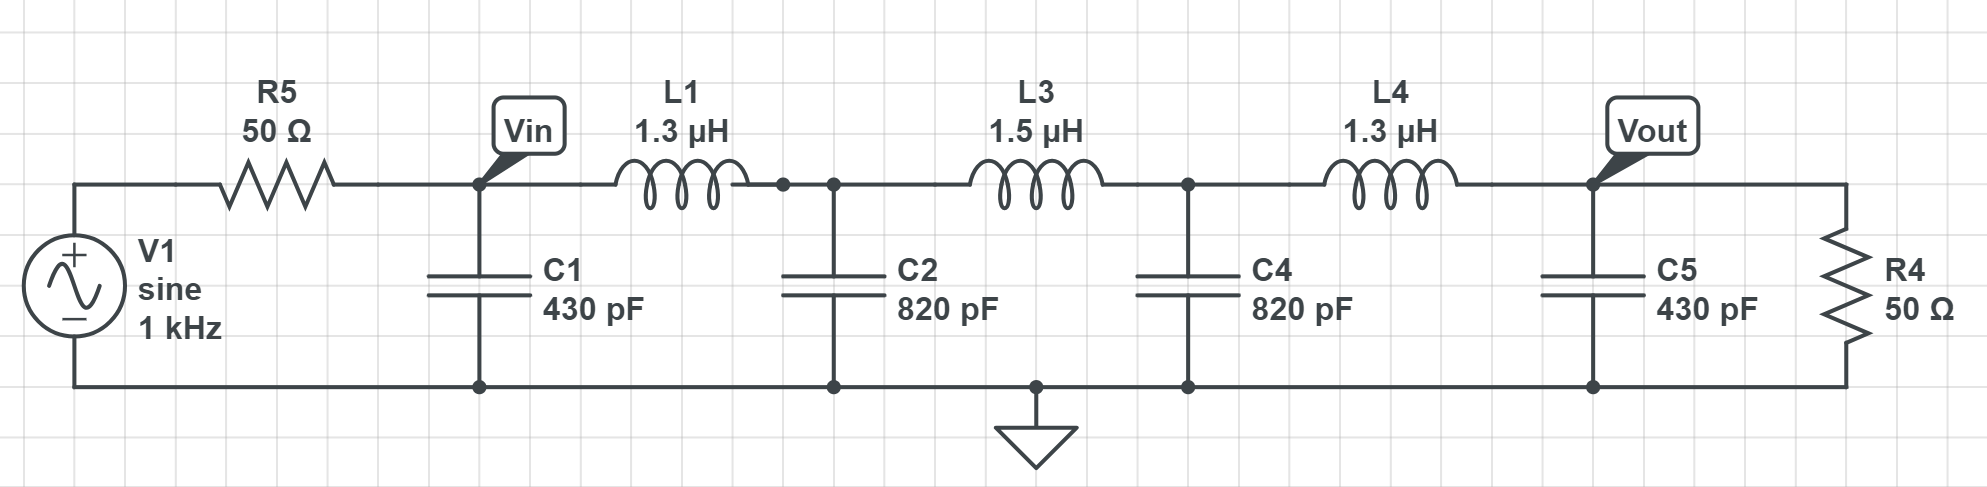 R5
50 Ω
Vin
L1
1.3 µH
L3
1.5 µH
L4
1.3 µH
Vout
V1
sine
1 kHz
C1
430 pF
C2
820 pF
C4
820 pF
C5
430 pF
R4
50 Ω